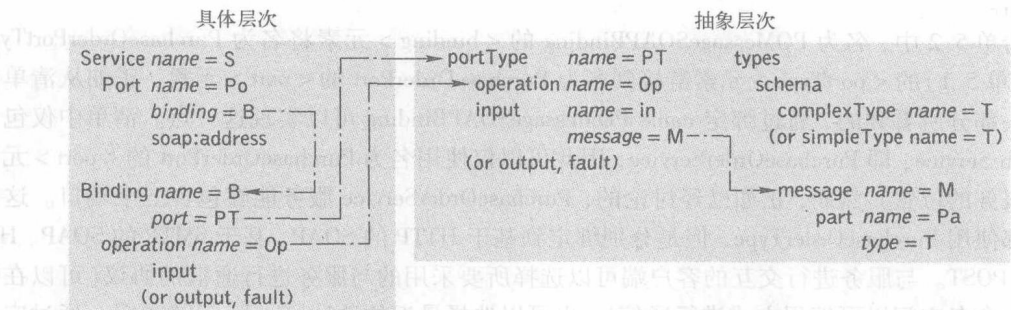 具体层次
抽象层次
Service name = S
Port name = Po
binding = B
soap:address
Binding name = B
port = PT
operation name = Op
input
(or output, fault)
portType name = PT
operation name = Op
input name = in
message = M
(or output, fault)
types
schema
complexType name = T
(or simpleType name = T)
message name = M
part name = Pa
type = T